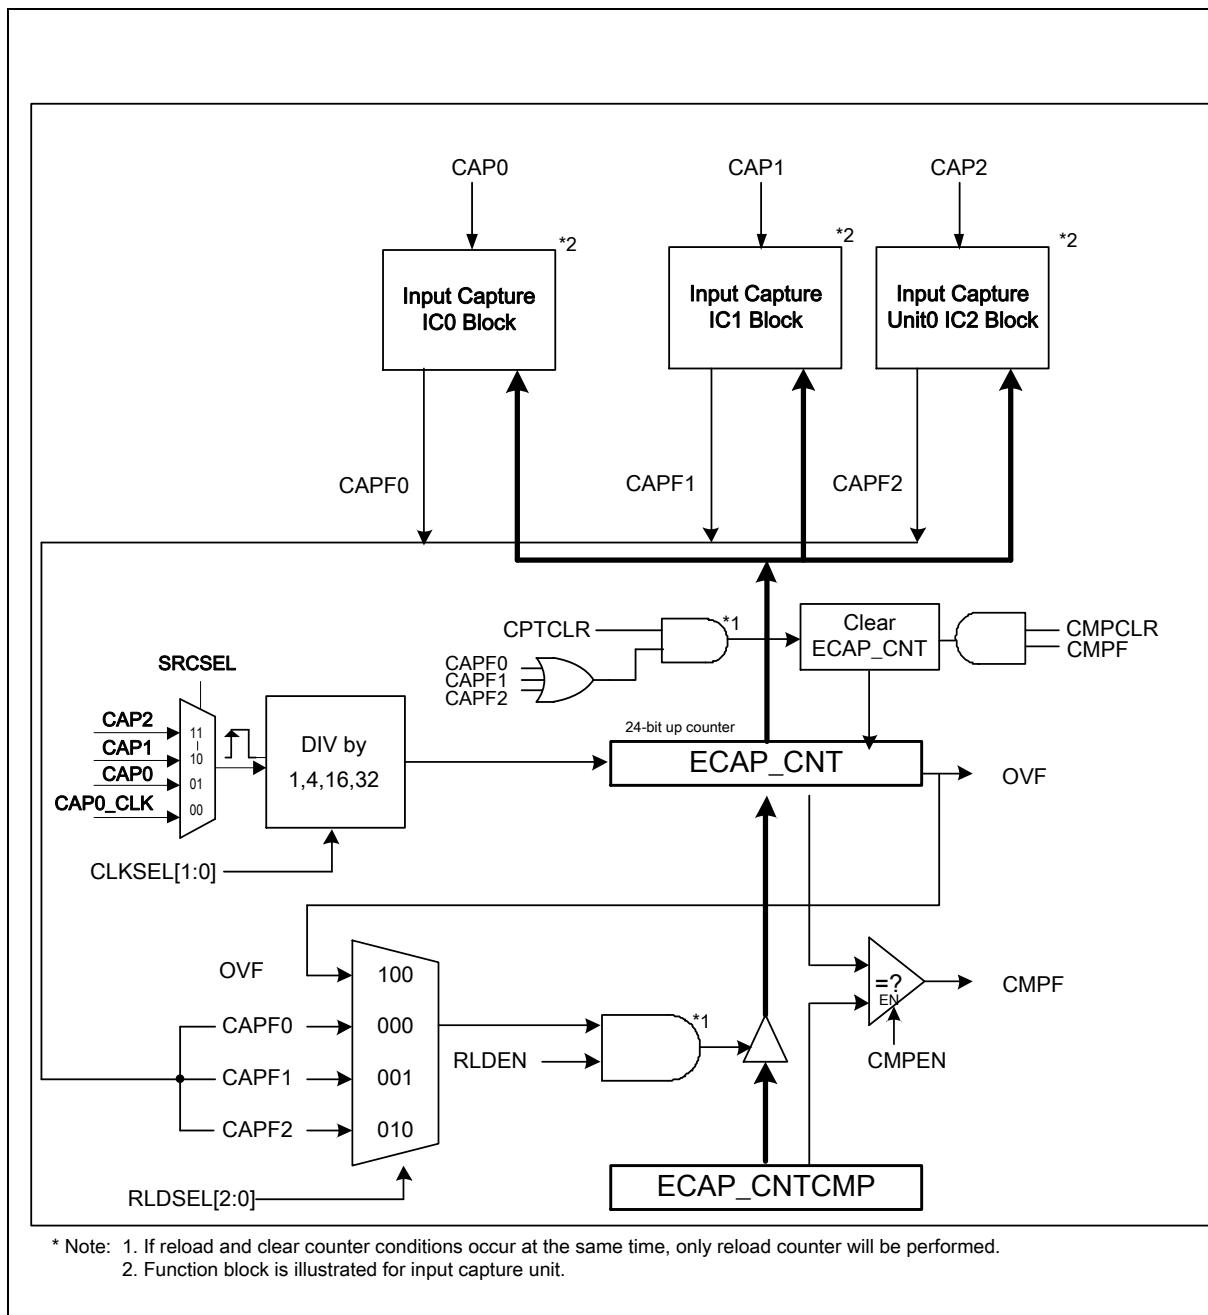 CAP0
CAP1
CAP2
*2
*2
*2
Input Capture
IC0 Block
Input Capture
IC1 Block
Input Capture
Unit0 IC2 Block
CAPF0
CAPF1
CAPF2
CPTCLR
*1
Clear
ECAP_CNT
CMPCLR
CMPF
CAPF0
CAPF1
CAPF2
SRCSEL
CAP2
CAP1
CAP0
CAP0_CLK
11
10
01
00
DIV by
1,4,16,32
24-bit up counter
ECAP_CNT
OVF
CLKSEL[1:0]
OVF
100
CAPF0
000
CAPF1
001
CAPF2
010
RLDEN
*1
=?
EN
CMPF
CMPEN
RLDSEL[2:0]
ECAP_CNTCMP
* Note: 1. If reload and clear counter conditions occur at the same time, only reload counter will be performed.
2. Function block is illustrated for input capture unit.